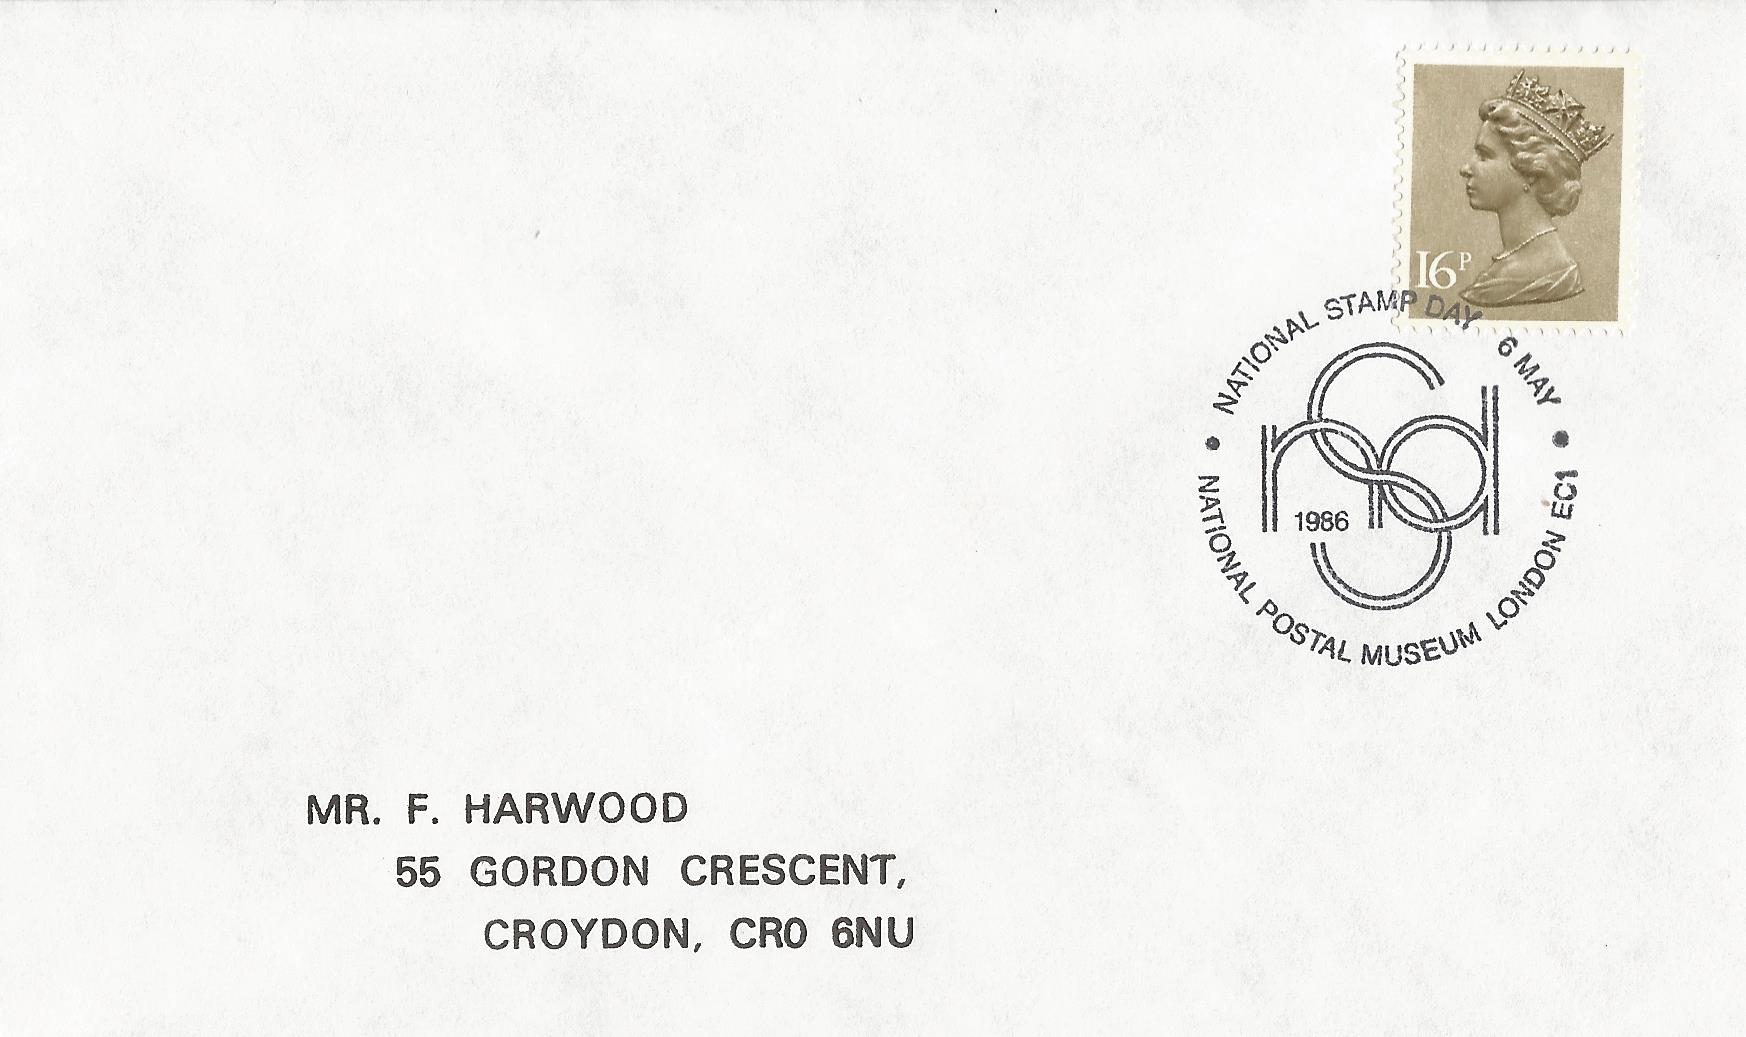 16P
NATIONAL STAMP DAY 6 MAY
nsd
1986
NATIONAL POSTAL MUSEUM LONDON EC1
MR. F. HARWOOD
55 GORDON CRESCENT,
CROYDON, CR0 6NU